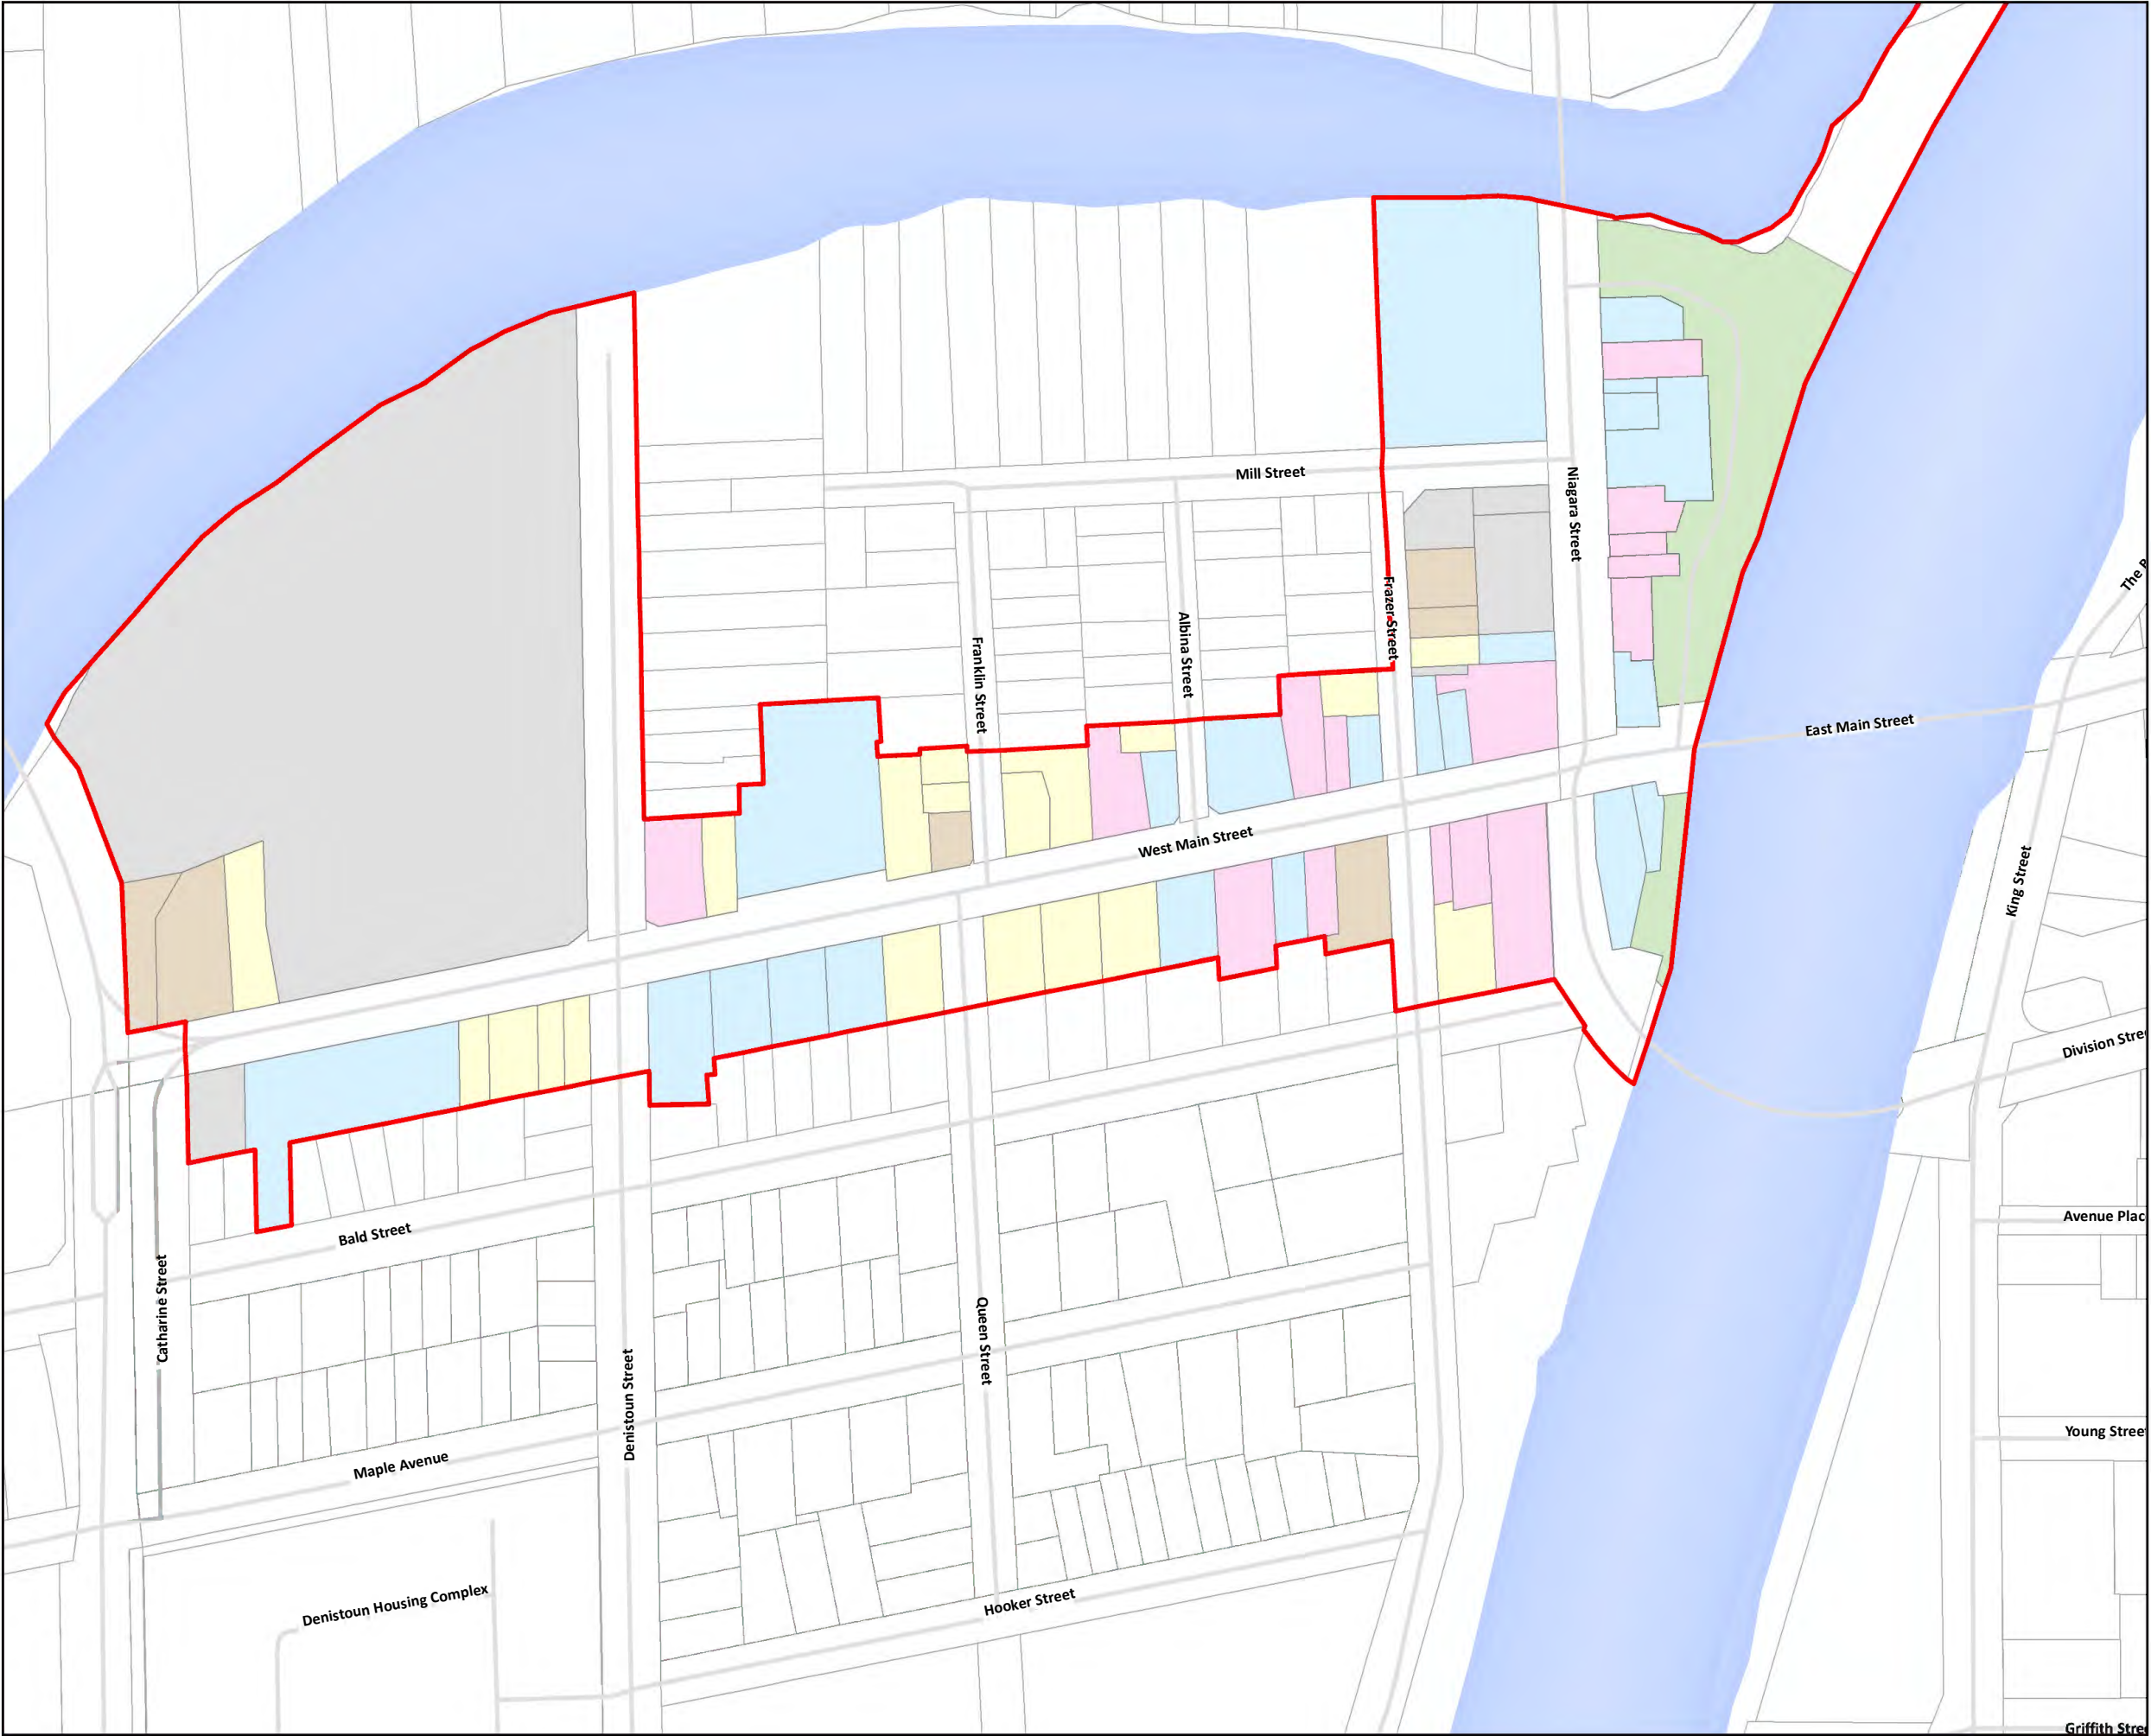 Mill Street
Niagara Street
The
Frazer Street
Albina Street
Franklin Street
East Main Street
West Main Street
King Street
Division Stree
Avenue Plac
Bald Street
Catharine Street
Queen Street
Denistoun Street
Young Stree
Maple Avenue
Denistoun Housing Complex
Hooker Street
Griffith Stre